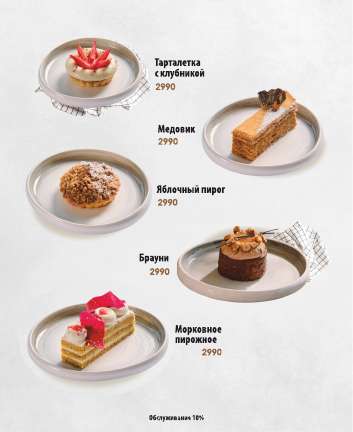 Тарталетка
с клубникой
2990
Медовик
2990
Яблочный пирог
2990
Брауни
2990
Морковное
пирожное
2990
Обслуживание 10%